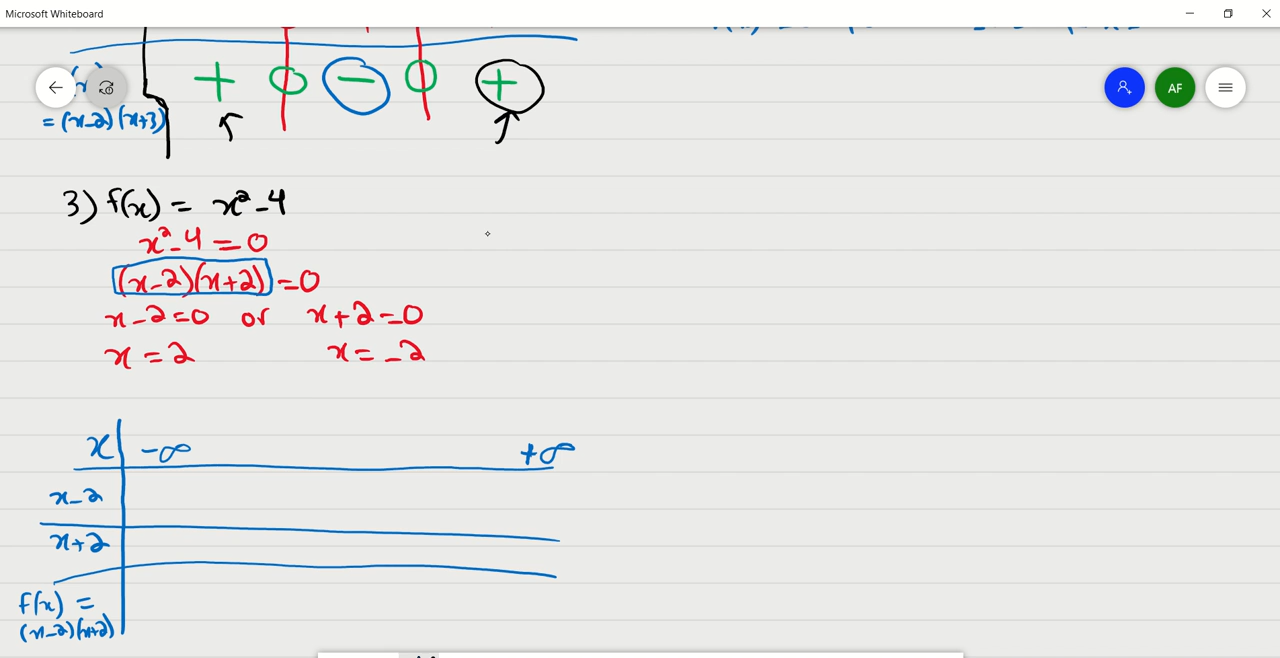 Microsoft Whiteboard
AF
+ 0 - 0 +
= (x-2)(x+3)
3) f(x) = x² - 4
x² - 4 = 0
(x-2)(x+2) = 0
x - 2 = 0 or x + 2 = 0
x = 2 x = -2
x -∞ +∞
x-2
x+2
f(x) =
(x-2)(x+2)